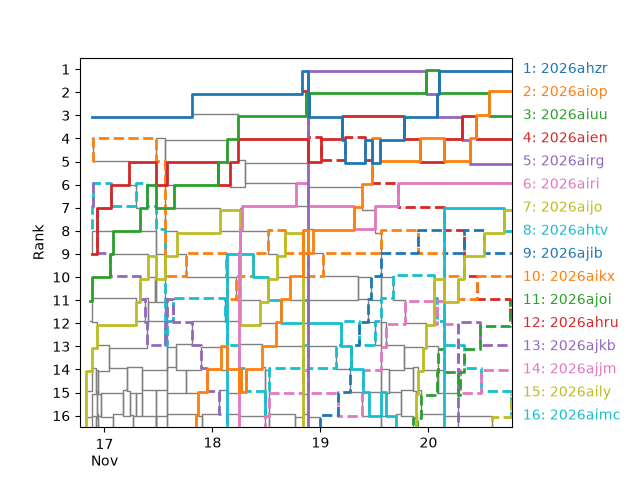 1
2
3
4
5
6
7
8
9
10
11
12
13
14
15
16
Rank
17
18
19
20
Nov
1: 2026ahzr
2: 2026aiop
3: 2026aiuu
4: 2026aien
5: 2026airg
6: 2026airi
7: 2026aijo
8: 2026ahtv
9: 2026ajib
10: 2026aikx
11: 2026ajoi
12: 2026ahru
13: 2026ajkb
14: 2026ajjm
15: 2026aily
16: 2026aimc